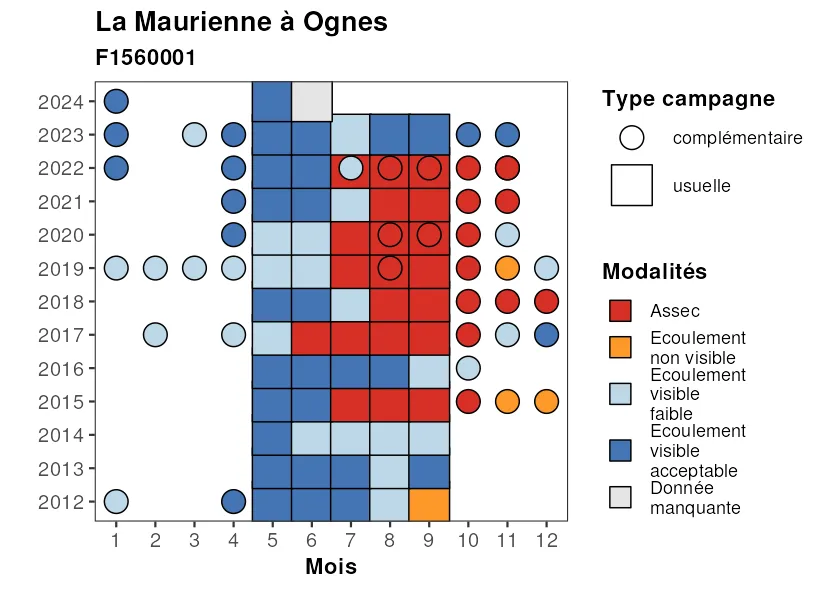 La Maurienne à Ognes
F1560001
2024
2023
2022
2021
2020
2019
2018
2017
2016
2015
2014
2013
2012
1 2 3 4 5 6 7 8 9 10 11 12
Mois
Type campagne
complémentaire
usuelle
Modalités
Assec
Ecoulement
non visible
Ecoulement
visible
faible
Ecoulement
visible
acceptable
Donnée
manquante